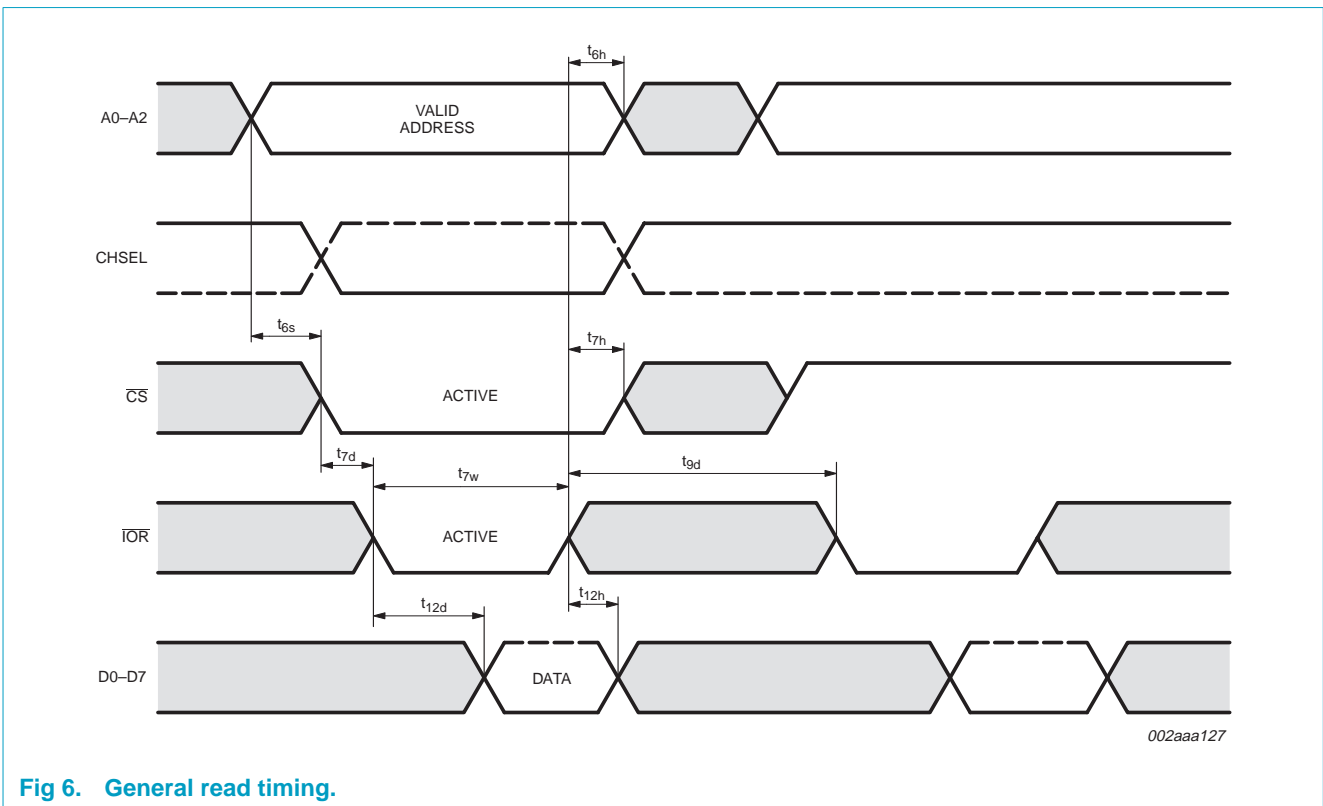 t6h
A0–A2
VALID
ADDRESS
CHSEL
t6s
t7h
CS
ACTIVE
t7d
t7w
t9d
IOR
ACTIVE
t12d
t12h
D0–D7
DATA
002aaa127
Fig 6. General read timing.